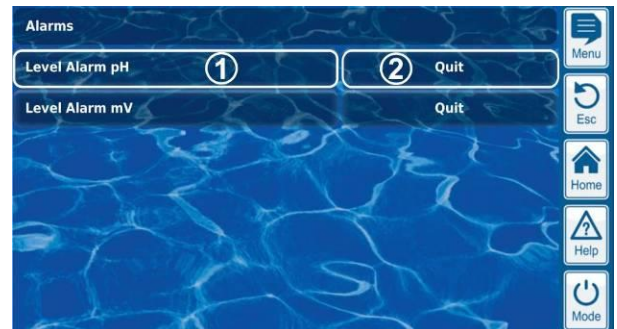 Alarms
Level Alarm pH 1 2 Quit
Level Alarm mV Quit
Menu
Esc
Home
? Help
Mode